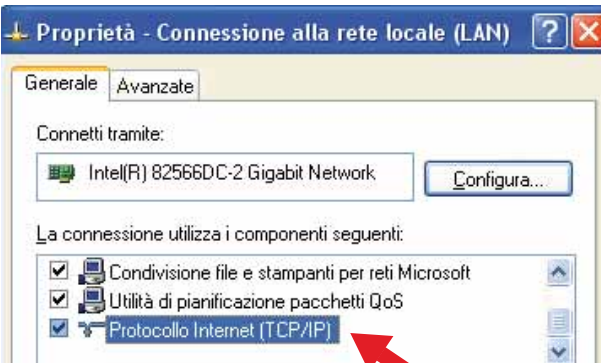 Proprietà - Connessione alla rete locale (LAN)
Generale
Avanzate
Connetti tramite:
Intel(R) 82566DC-2 Gigabit Network
Configura...
La connessione utilizza i componenti seguenti:
Condivisione file e stampanti per reti Microsoft
Utilità di pianificazione pacchetti QoS
Protocollo Internet (TCP/IP)